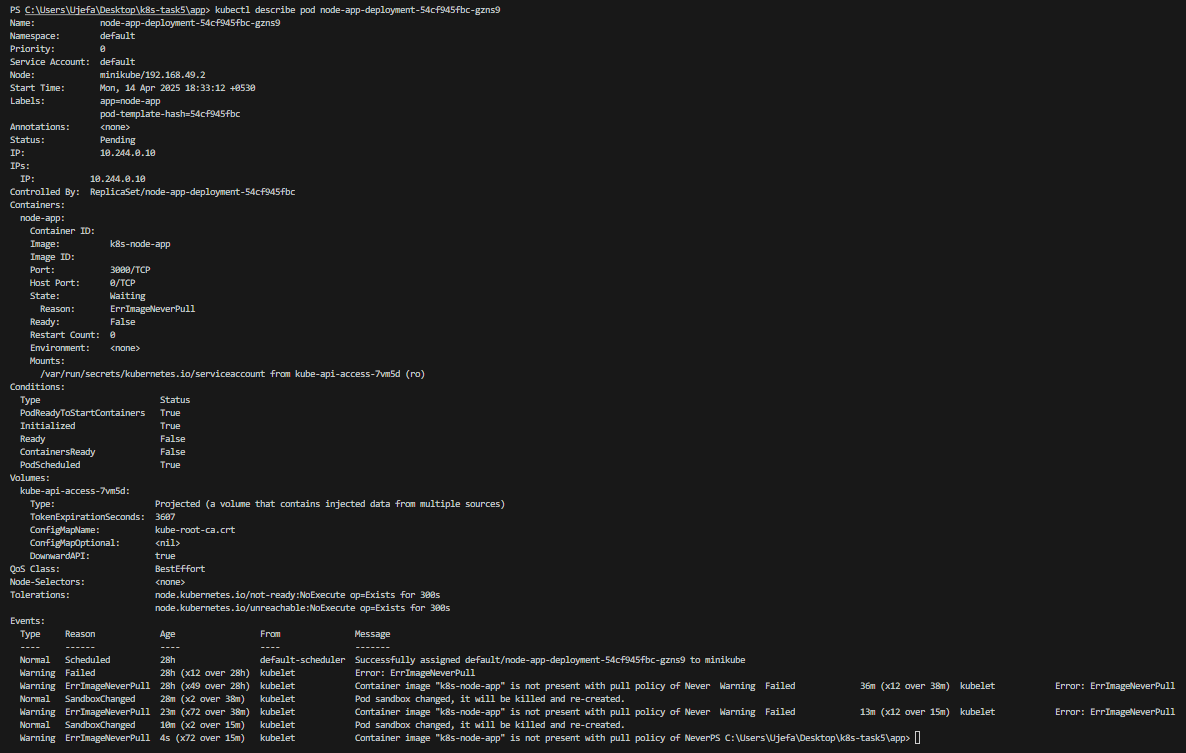 PS C:\Users\Ujefa\Desktop\k8s-task5\app> kubectl describe pod node-app-deployment-54cf945fbc-gzns9
Name:             node-app-deployment-54cf945fbc-gzns9
Namespace:        default
Priority:         0
Service Account:  default
Node:             minikube/192.168.49.2
Start Time:       Mon, 14 Apr 2025 18:33:12 +0530
Labels:           app=node-app
                  pod-template-hash=54cf945fbc
Annotations:      <none>
Status:           Pending
IP:               10.244.0.10
IPs:
  IP:           10.244.0.10
Controlled By:  ReplicaSet/node-app-deployment-54cf945fbc
Containers:
  node-app:
    Container ID:
    Image:          k8s-node-app
    Image ID:
    Port:           3000/TCP
    Host Port:      0/TCP
    State:          Waiting
      Reason:       ErrImageNeverPull
    Ready:          False
    Restart Count:  0
    Environment:    <none>
    Mounts:
      /var/run/secrets/kubernetes.io/serviceaccount from kube-api-access-7vm5d (ro)
Conditions:
  Type                        Status
  PodReadyToStartContainers   True
  Initialized                 True
  Ready                       False
  ContainersReady             False
  PodScheduled                True
Volumes:
  kube-api-access-7vm5d:
    Type:                    Projected (a volume that contains injected data from multiple sources)
    TokenExpirationSeconds:  3607
    ConfigMapName:           kube-root-ca.crt
    ConfigMapOptional:       <nil>
    DownwardAPI:             true
QoS Class:                   BestEffort
Node-Selectors:              <none>
Tolerations:                 node.kubernetes.io/not-ready:NoExecute op=Exists for 300s
                             node.kubernetes.io/unreachable:NoExecute op=Exists for 300s
Events:
  Type     Reason             Age                 From               Message
  ----     ------             ----                ----               -------
  Normal   Scheduled          28h                 default-scheduler  Successfully assigned default/node-app-deployment-54cf945fbc-gzns9 to minikube
  Warning  Failed             28h (x12 over 28h)  kubelet            Error: ErrImageNeverPull
  Warning  ErrImageNeverPull  28h (x49 over 28h)  kubelet            Container image "k8s-node-app" is not present with pull policy of Never  Warning  Failed             36m (x12 over 38m)  kubelet            Error: ErrImageNeverPull
  Normal   SandboxChanged     28m (x2 over 38m)   kubelet            Pod sandbox changed, it will be killed and re-created.
  Warning  ErrImageNeverPull  23m (x72 over 38m)  kubelet            Container image "k8s-node-app" is not present with pull policy of Never  Warning  Failed             13m (x12 over 15m)  kubelet            Error: ErrImageNeverPull
  Normal   SandboxChanged     10m (x2 over 15m)   kubelet            Pod sandbox changed, it will be killed and re-created.
  Warning  ErrImageNeverPull  4s (x72 over 15m)   kubelet            Container image "k8s-node-app" is not present with pull policy of NeverPS C:\Users\Ujefa\Desktop\k8s-task5\app>